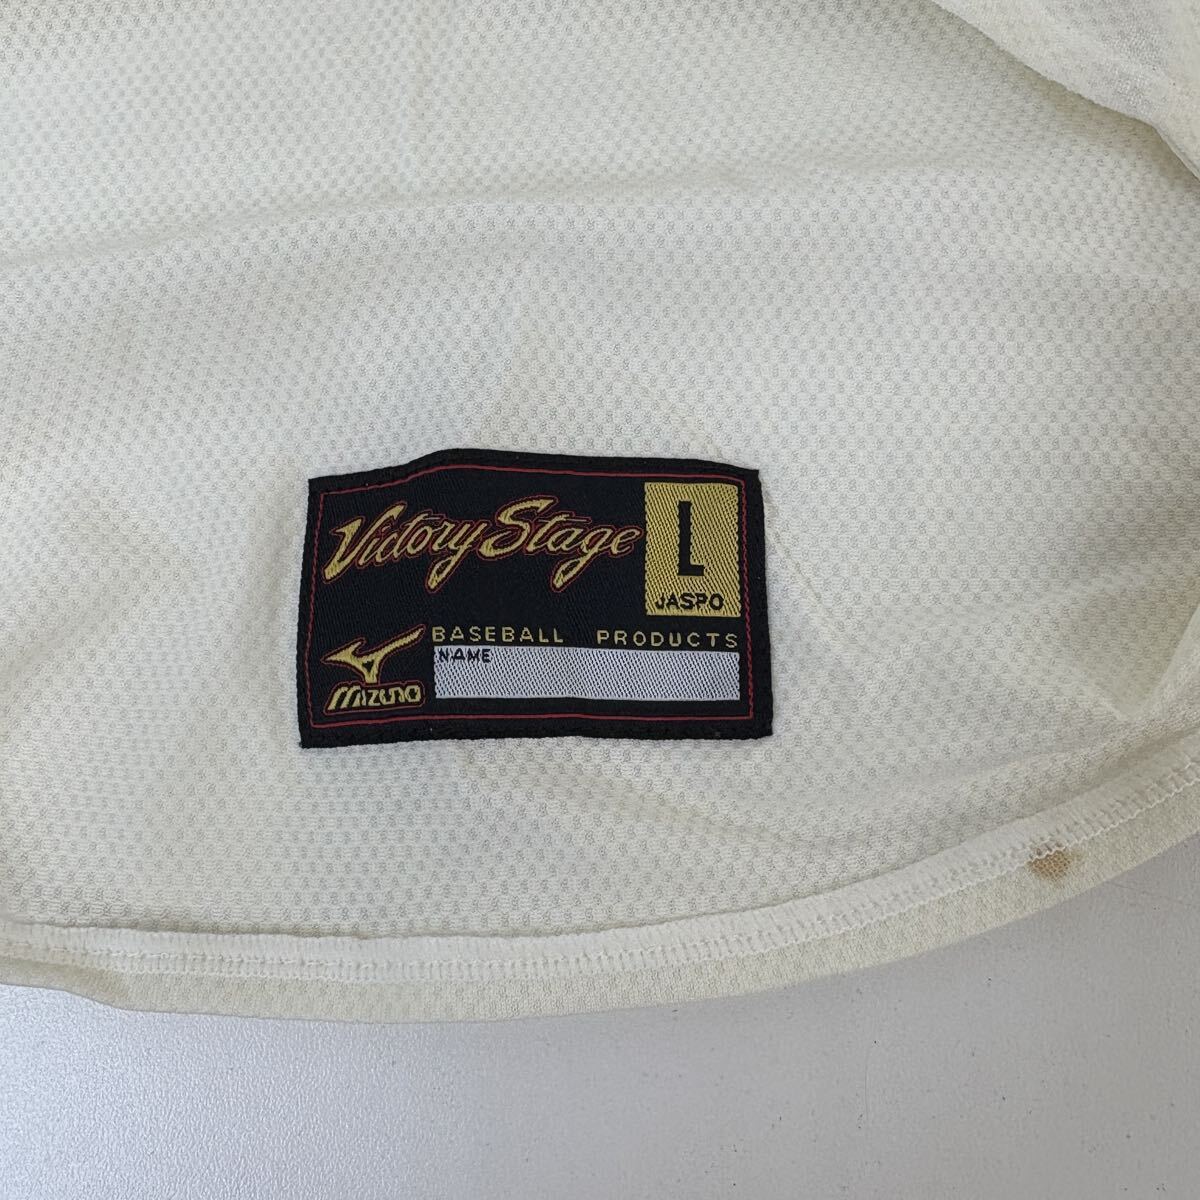 Victory Stage
L
JASPO
BASEBALL PRODUCTS
NAME
MIZUNO